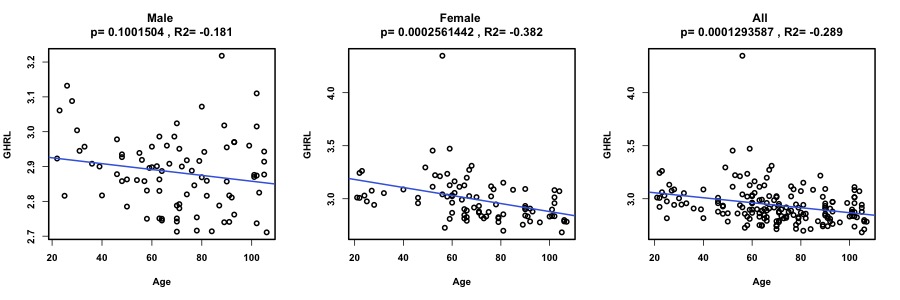 Male
p= 0.1001504 , R2= -0.181
GHRL
3.2
3.1
3.0
2.9
2.8
2.7
20 40 60 80 100
Age
Female
p= 0.0002561442 , R2= -0.382
GHRL
4.0
3.5
3.0
20 40 60 80 100
Age
All
p= 0.0001293587 , R2= -0.289
GHRL
4.0
3.5
3.0
20 40 60 80 100
Age